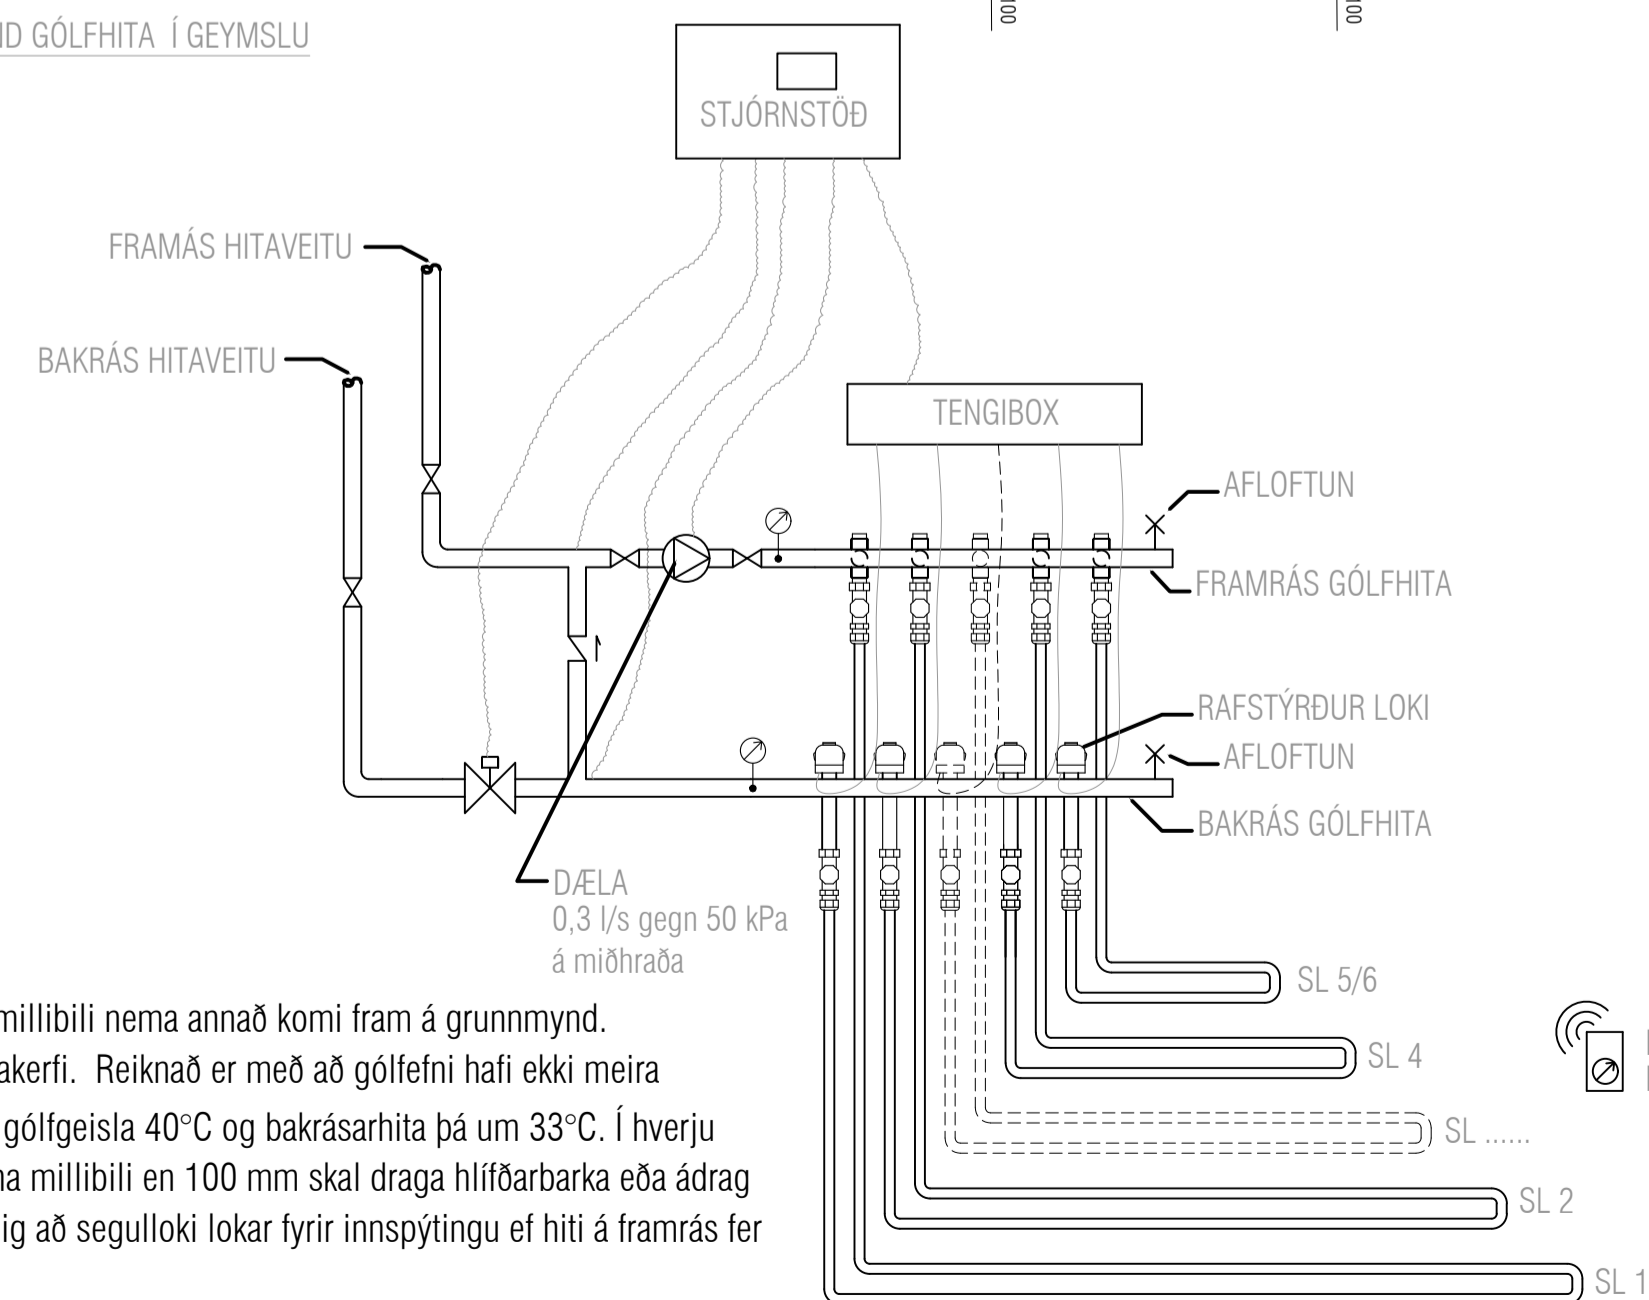 ND GÓLFHITA Í GEYMSLU
100
100
STJÓRNSTÖÐ
FRAMÁS HITAVEITU
BAKRÁS HITAVEITU
TENGIBOX
AFLOFTUN
FRAMRÁS GÓLFHITA
RAFSTÝRÐUR LOKI
AFLOFTUN
BAKRÁS GÓLFHITA
DÆLA
0,3 l/s gegn 50 kPa
á miðhraða
SL 5/6
SL 4
SL ......
SL 2
SL 1
millibili nema annað komi fram á grunnmynd.
akerfi. Reiknað er með að gólfefni hafi ekki meira
gólfgeisla 40°C og bakrásarhita þá um 33°C. Í hverju
na millibili en 100 mm skal draga hlífðarbarka eða ádrag
ig að segulloki lokar fyrir innspýtingu ef hiti á framrás fer